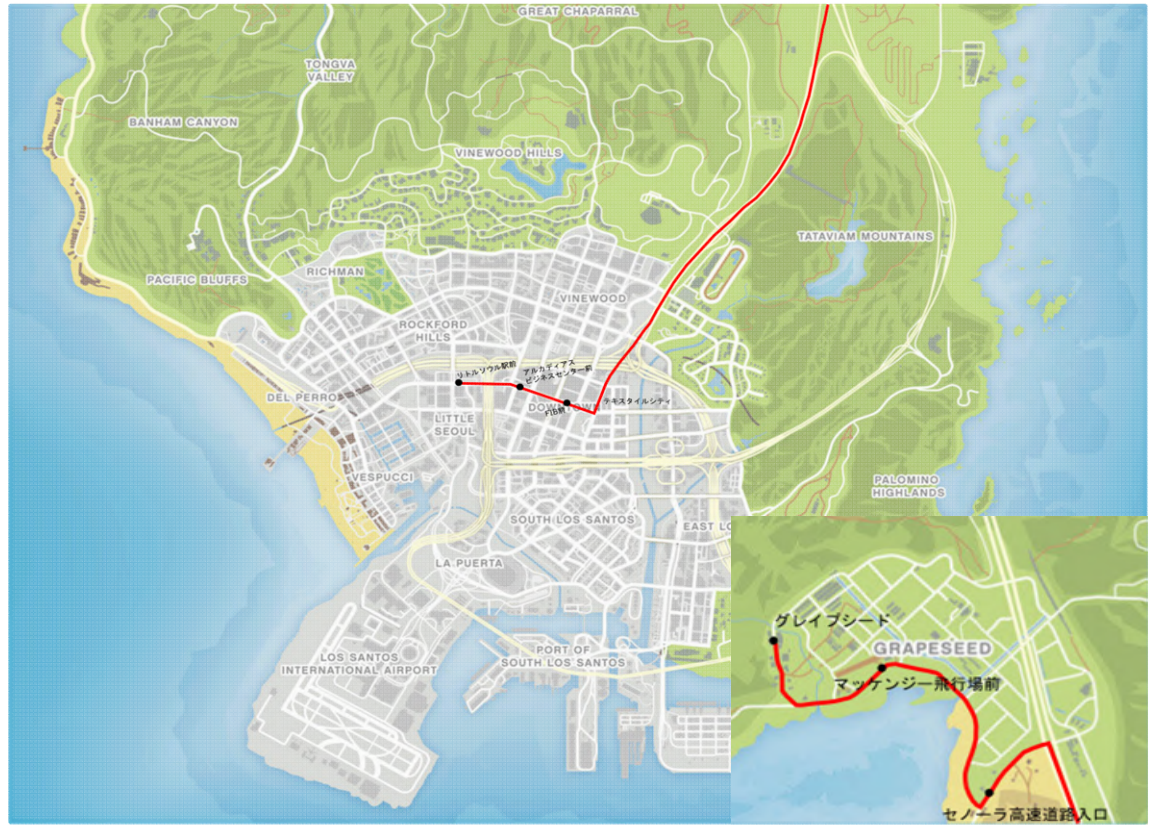 GREAT CHAPARRAL
TONGVA
VALLEY
BANHAM CANYON
VINEWOOD HILLS
TATAVIAM MOUNTAINS
PACIFIC BLUFFS
RICHMAN
VINEWOOD
ROCKFORD
HILLS
リトルソウル駅前
アルカディアス
ビジネスセンター前
DEL PERRO
DOWNTOWN
テキスタイルシティ
FIB前
LITTLE
SEOUL
VESPUCCI
PALOMINO
HIGHLANDS
SOUTH LOS SANTOS
EAST LO
LA PUERTA
グレイプシード
GRAPESEED
PORT OF
SOUTH LOS SANTOS
LOS SANTOS
INTERNATIONAL AIRPORT
マッケンジー飛行場前
セノーラ高速道路入口